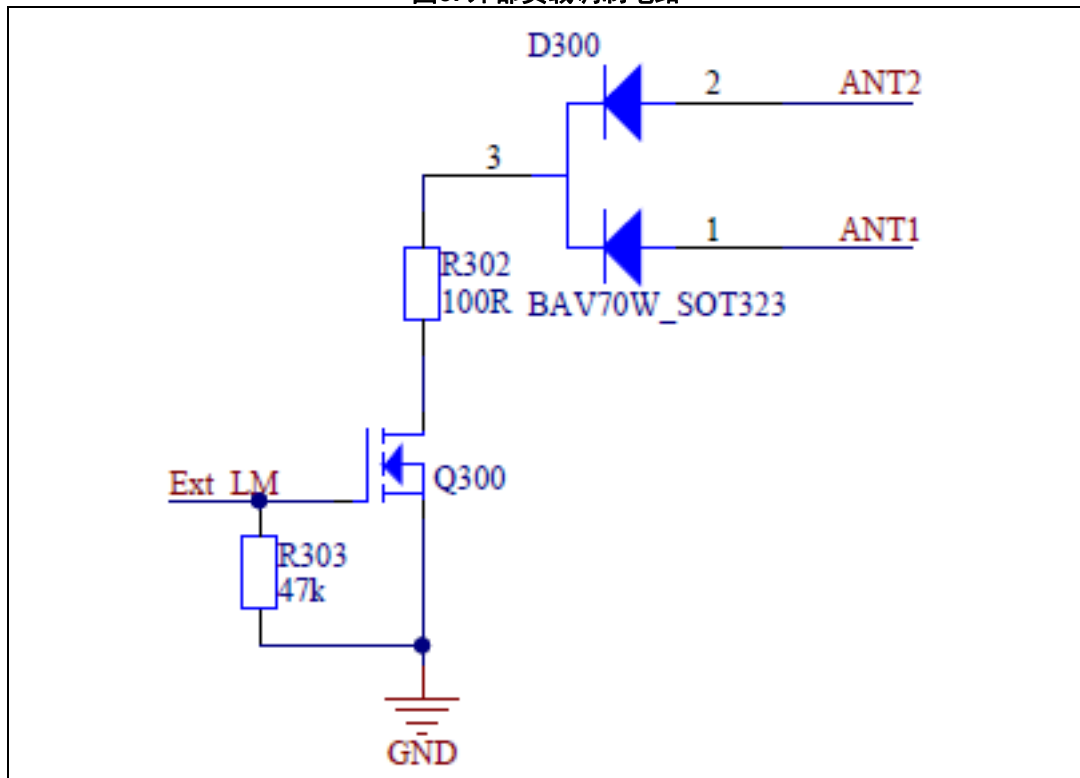 D300
2
ANT2
3
1
ANT1
R302
100R
BAV70W_SOT323
Ext_LM
Q300
R303
47k
GND